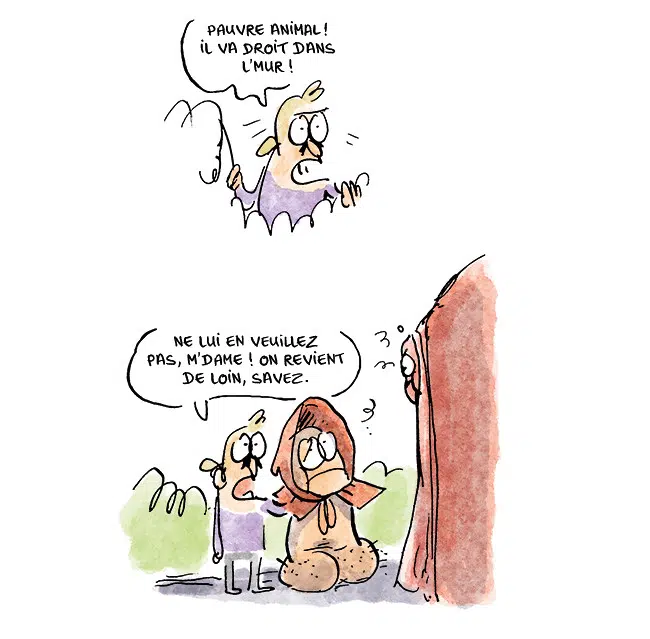 PAUVRE ANIMAL!
IL VA DROIT DANS
L'MUR!
NE LUI EN VEUILLEZ
PAS, M'DAME! ON REVIENT
DE LOIN, SAVEZ.